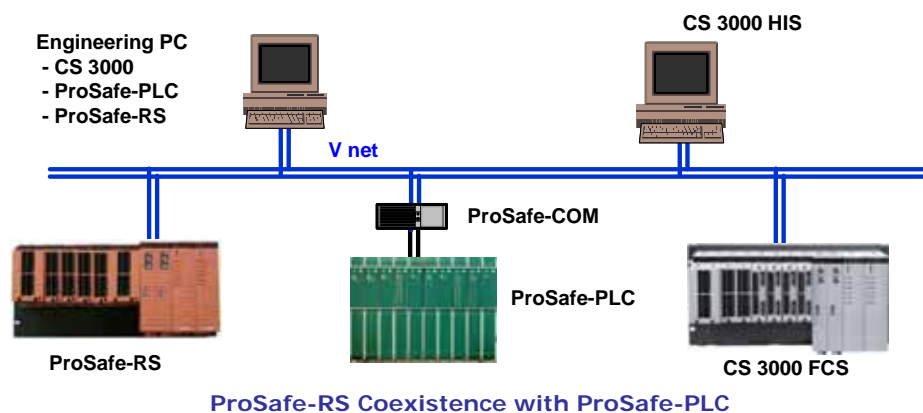 Engineering PC
- CS 3000
- ProSafe-PLC
- ProSafe-RS
CS 3000 HIS
V net
ProSafe-COM
ProSafe-PLC
ProSafe-RS
CS 3000 FCS
ProSafe-RS Coexistence with ProSafe-PLC